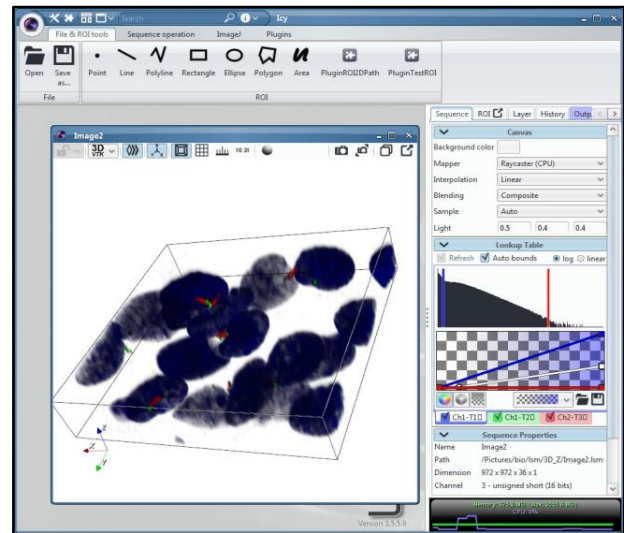 Search
Icy
File & ROI tools Sequence operation ImageJ Plugins
Open Save as... Point Line Polyline Rectangle Ellipse Polygon Area PluginROI2DPath PluginTestROI
File ROI
Sequence ROI Layer History Outp
Image2
3D VTK
Canvas
Background color
Mapper Raycaster (CPU)
Interpolation Linear
Blending Composite
Sample Auto
Light 0.5 0.4 0.4
Lookup Table
Refresh Auto bounds log linear
X
Z
Y
Ch1-T1 Ch1-T2 Ch2-T3
Sequence Properties
Name Image2
Path /Pictures/bio/lsm/3D_Z/Image2.lsm
Dimension 972 x 972 x 36 x 1
Channel 3 - unsigned short (16 bits)
Version 1.5.5.0